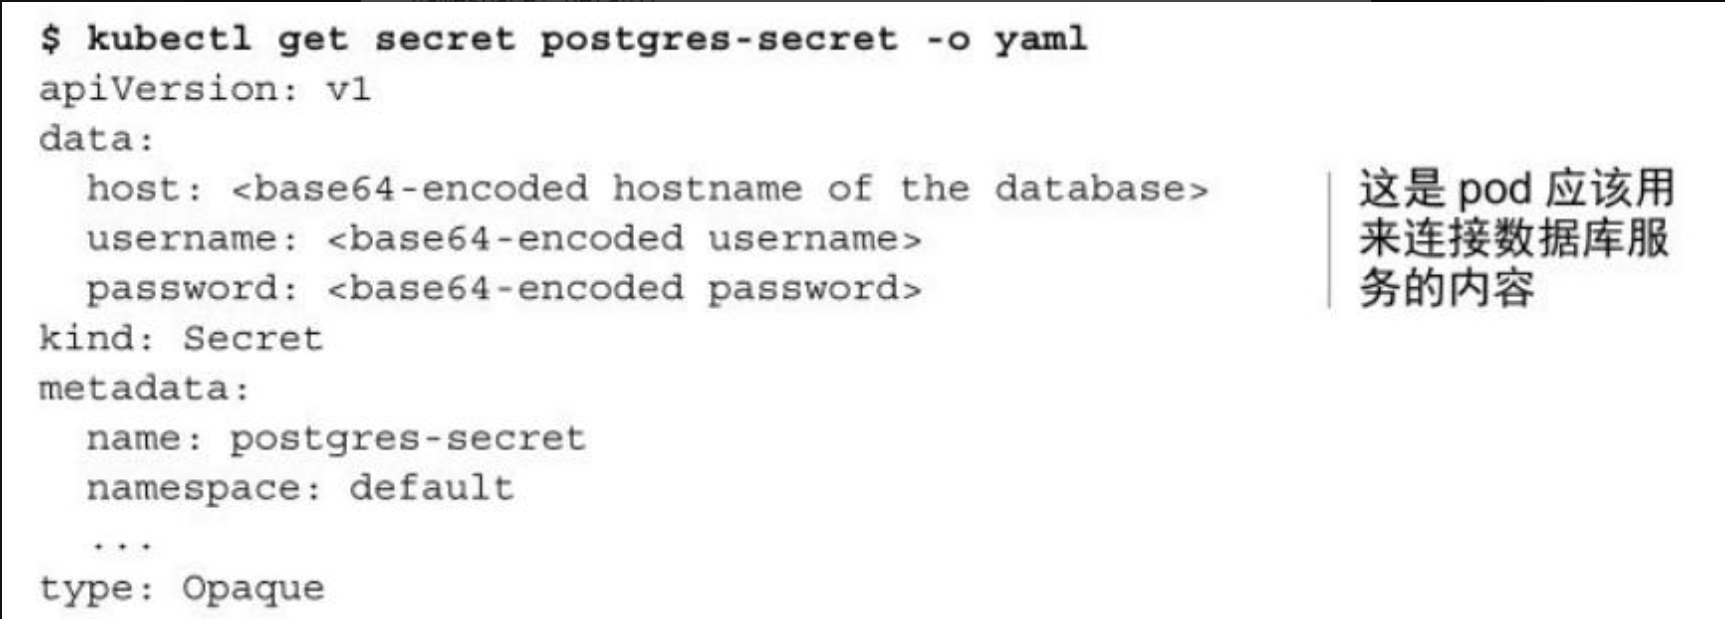 $ kubectl get secret postgres-secret -o yaml
apiVersion: v1
data:
  host: <base64-encoded hostname of the database>
  username: <base64-encoded username>
  password: <base64-encoded password>
这是 pod 应该用
来连接数据库服
务的内容
kind: Secret
metadata:
  name: postgres-secret
  namespace: default
  ...
type: Opaque